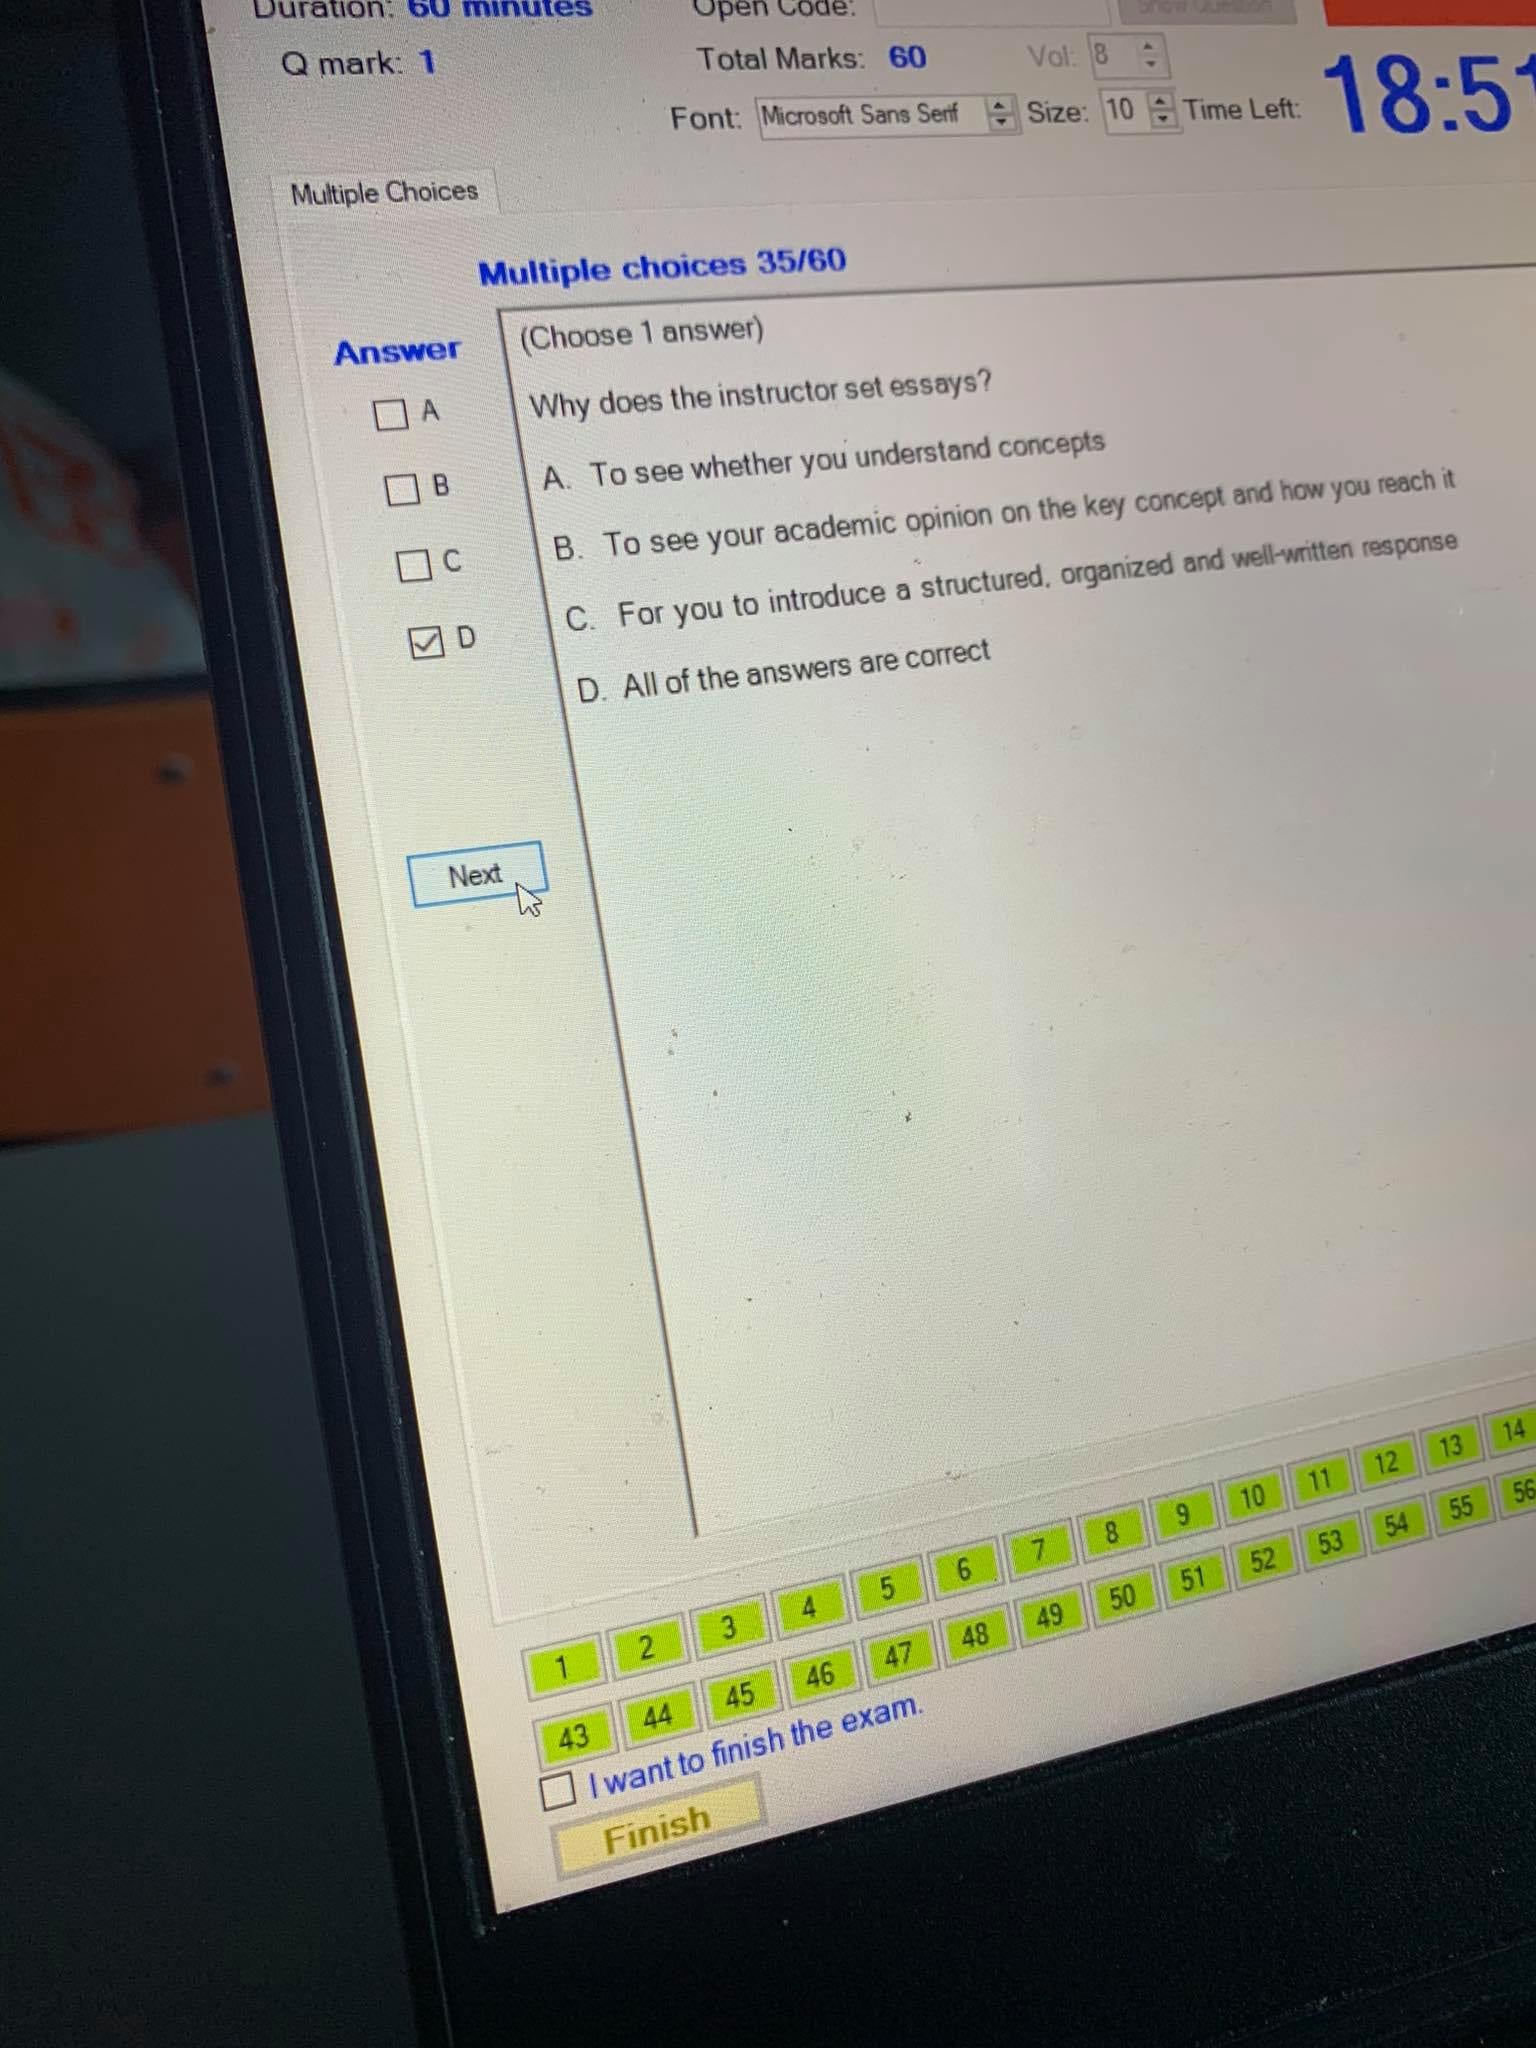 Duration: 60 minutes
Open Code:
Show Question
Q mark: 1
Total Marks: 60
Vol: 8
Font: Microsoft Sans Serif
Size: 10
Time Left:
18:51
Multiple Choices
Multiple choices 35/60
Answer
(Choose 1 answer)
A
Why does the instructor set essays?
B
A. To see whether you understand concepts
C
B. To see your academic opinion on the key concept and how you reach it
D
C. For you to introduce a structured, organized and well-written response
D. All of the answers are correct
Next
1 2 3 4 5 6 7 8 9 10 11 12 13 14
43 44 45 46 47 48 49 50 51 52 53 54 55 56
I want to finish the exam.
Finish